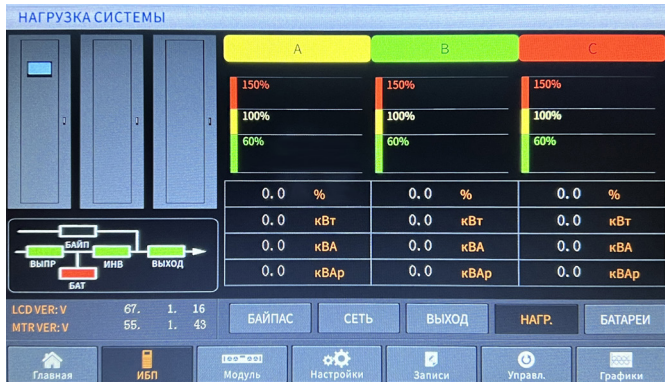 НАГРУЗКА СИСТЕМЫ
A B C
150% 150% 150%
100% 100% 100%
60% 60% 60%
0.0 % 0.0 % 0.0 %
0.0 кВт 0.0 кВт 0.0 кВт
0.0 кВА 0.0 кВА 0.0 кВА
0.0 кВАр 0.0 кВАр 0.0 кВАр
БАЙП
ВЫПР ИНВ ВЫХОД
БАТ
LCD VER: V 67. 1. 16
MTR VER: V 55. 1. 43
БАЙПАС СЕТЬ ВЫХОД НАГР. БАТАРЕИ
Главная ИБП Модуль Настройки Записи Управл. Графики